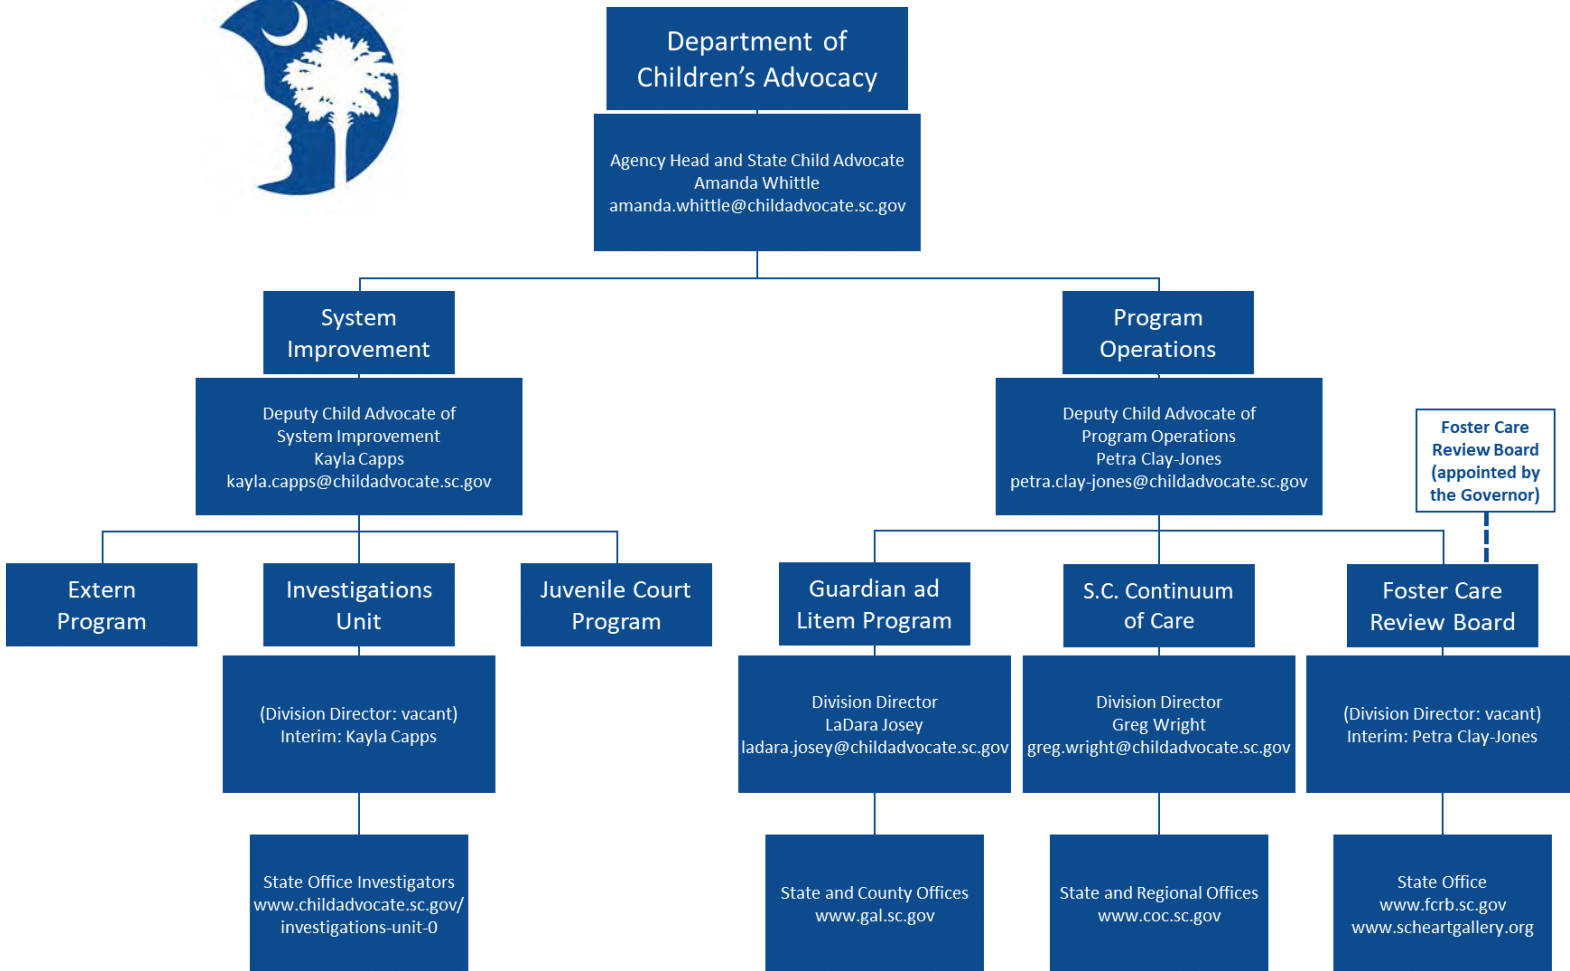 Department of
Children’s Advocacy
Agency Head and State Child Advocate
Amanda Whittle
amanda.whittle@childadvocate.sc.gov
System
Improvement
Deputy Child Advocate of
System Improvement
Kayla Capps
kayla.capps@childadvocate.sc.gov
Program
Operations
Deputy Child Advocate of
Program Operations
Petra Clay-Jones
petra.clay-jones@childadvocate.sc.gov
Foster Care
Review Board
(appointed by
the Governor)
Extern
Program
Investigations
Unit
(Division Director: vacant)
Interim: Kayla Capps
State Office Investigators
www.childadvocate.sc.gov/
investigations-unit-0
Juvenile Court
Program
Guardian ad
Litem Program
Division Director
LaDara Josey
ladara.josey@childadvocate.sc.gov
State and County Offices
www.gal.sc.gov
S.C. Continuum
of Care
Division Director
Greg Wright
greg.wright@childadvocate.sc.gov
State and Regional Offices
www.coc.sc.gov
Foster Care
Review Board
(Division Director: vacant)
Interim: Petra Clay-Jones
State Office
www.fcrb.sc.gov
www.scheartgallery.org